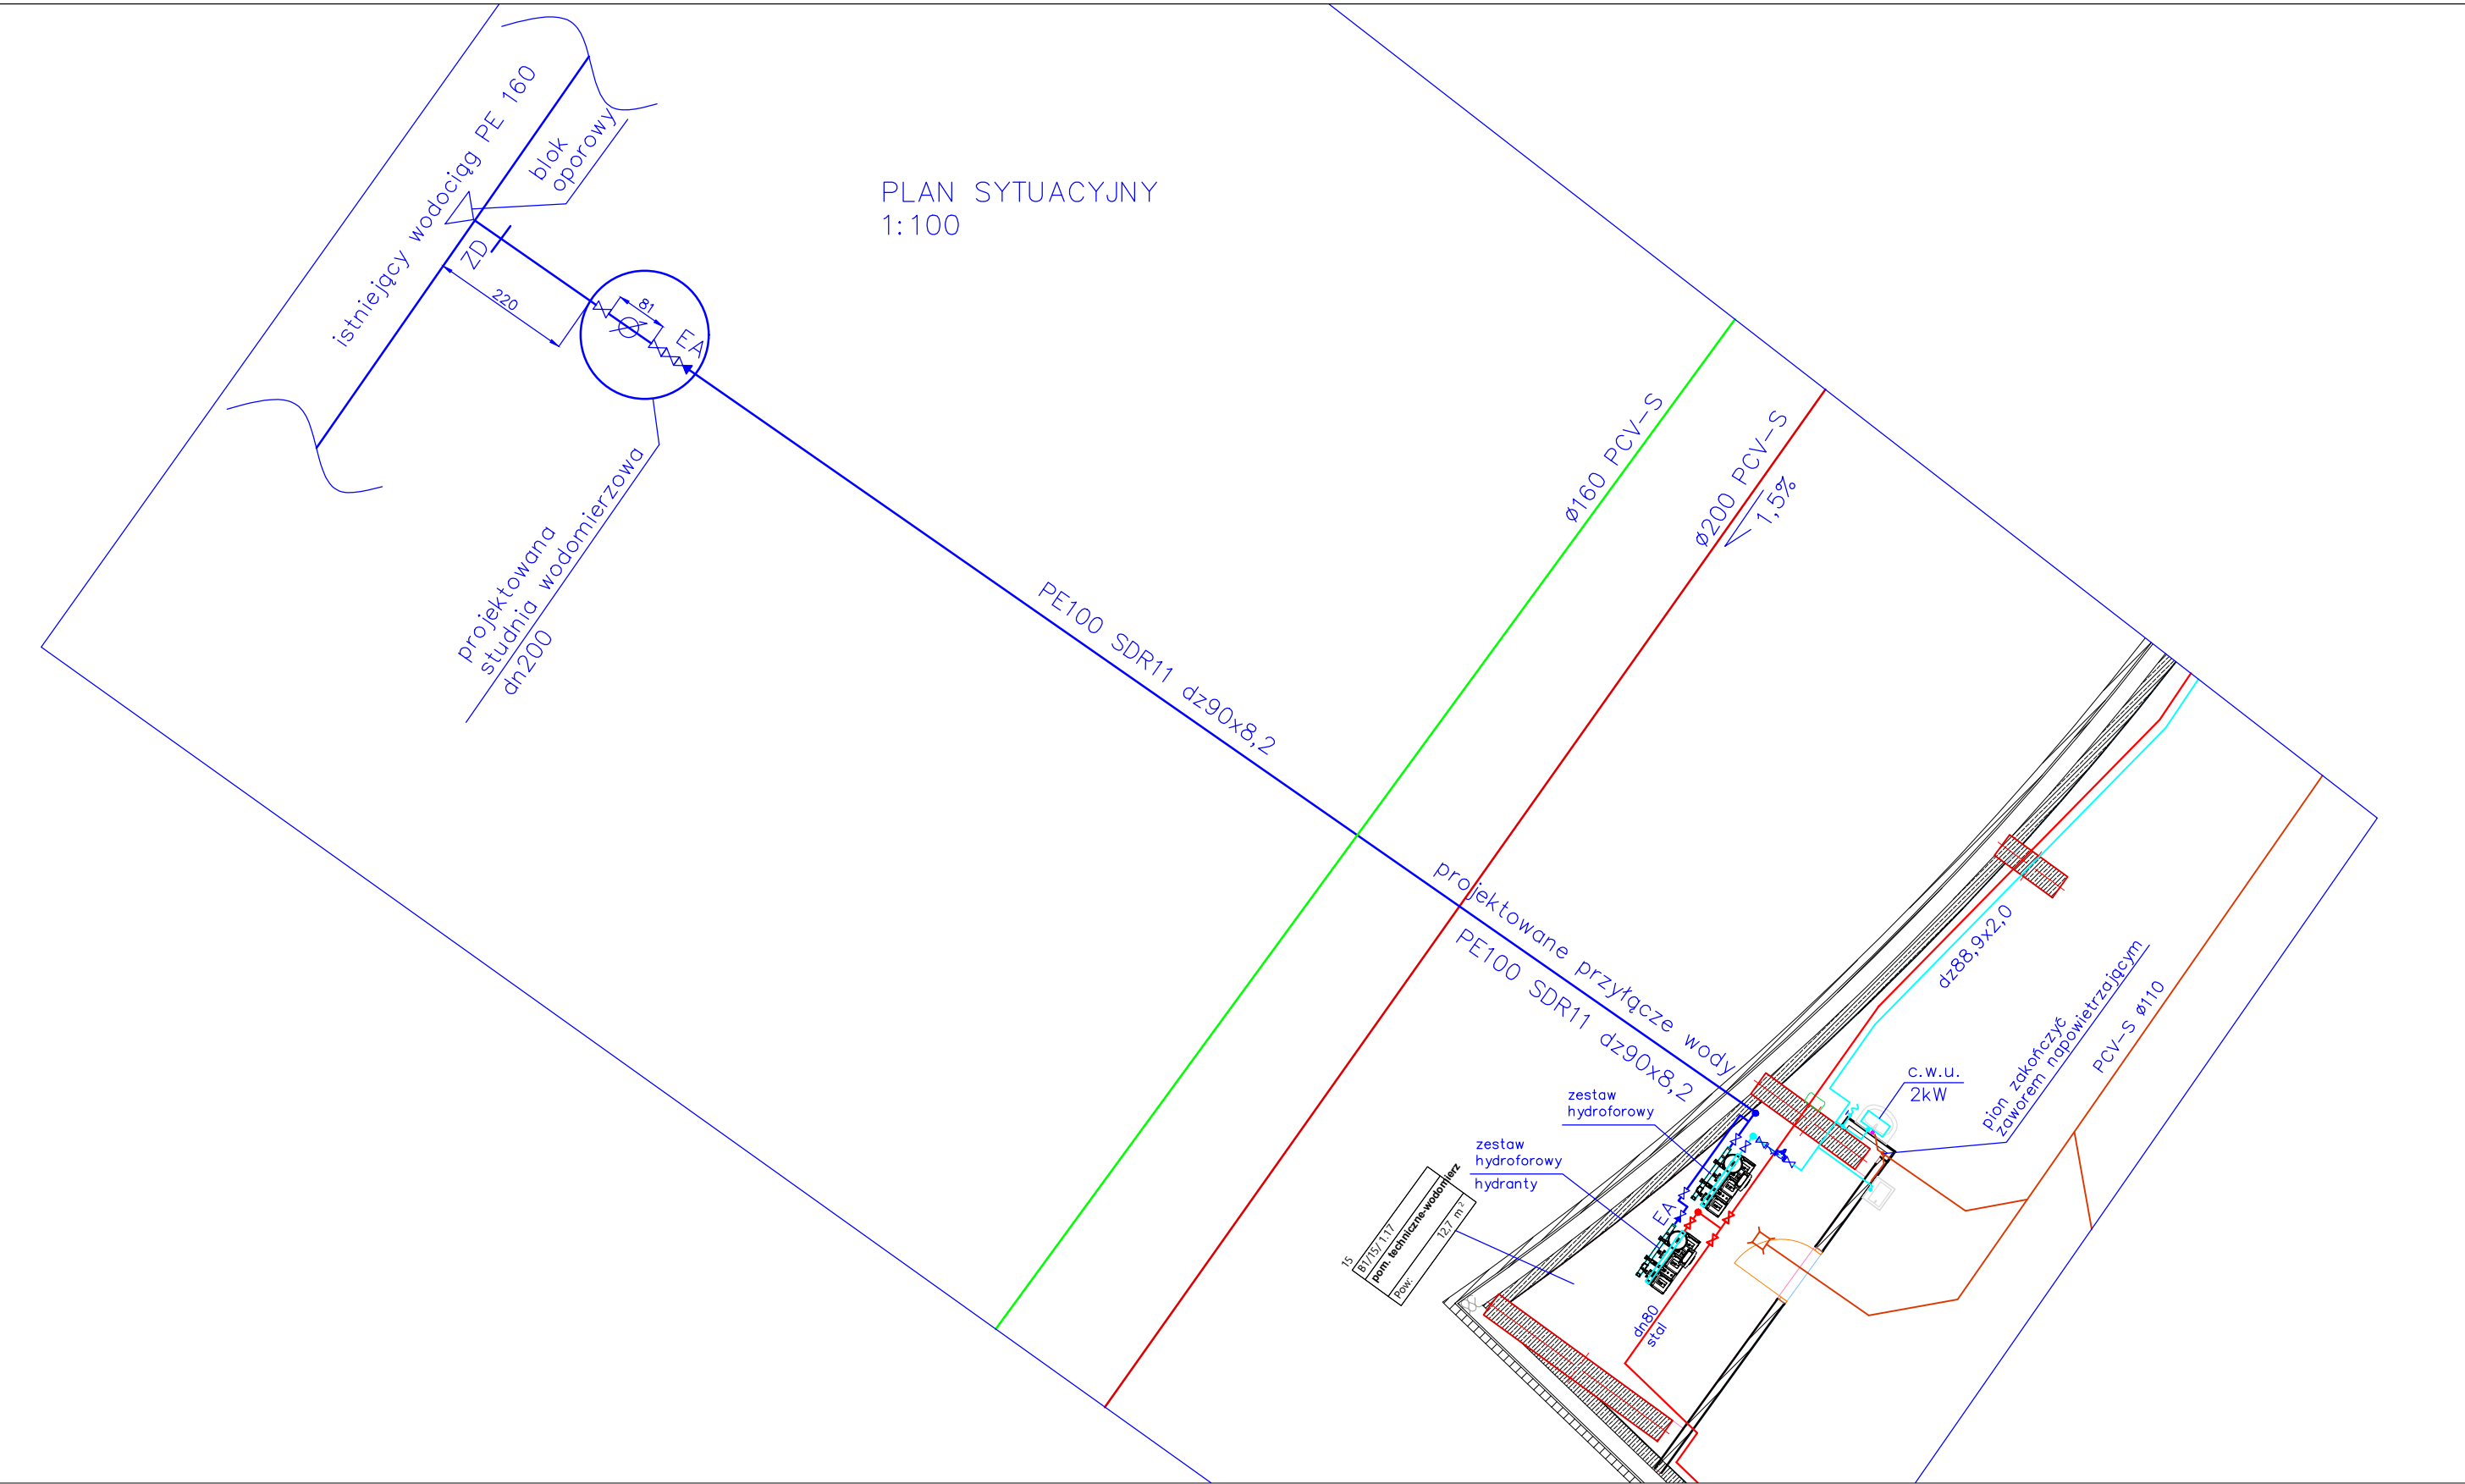 PLAN SYTUACYJNY
1:100
istniejący wodociąg PE 160
blok
oporowy
ZD
220
81
EA
projektowana
studnia wodomierzowa
dn200
PE100 SDR11 dz90x8,2
ø160 PCV-S
ø200 PCV-S
1,5%
projektowane przyłącze wody
PE100 SDR11 dz90x8,2
dz88,9x2,0
pion zakończyć
zaworem napowietrzającym
PCV-S ø110
c.w.u.
2kW
zestaw
hydroforowy
zestaw
hydroforowy
hydranty
EA
15
B1/15/1.17
pom. techniczne-wodomierz
Pow: 12,7 m²
dn80
stal